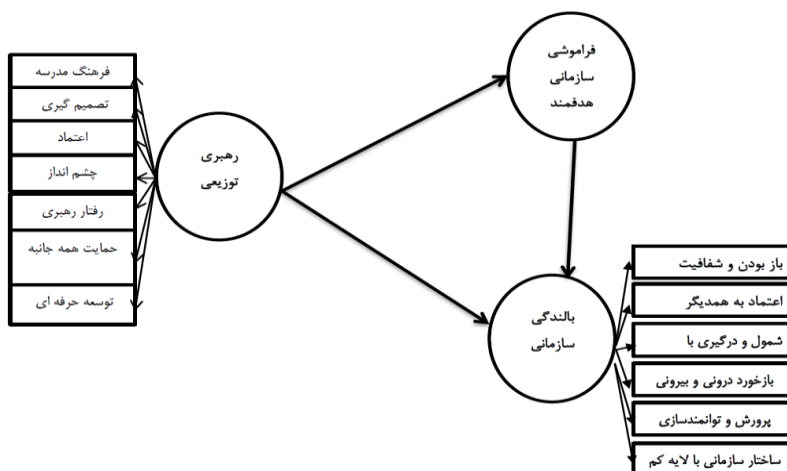 فراموشی
سازمانی
هدفمند
رهبری
توزیعی
فرهنگ مدرسه
تصمیم گیری
اعتماد
چشم انداز
رفتار رهبری
حمایت همه جانبه
توسعه حرفه ای
بالندگی
سازمانی
باز بودن و شفافیت
اعتماد به همدیگر
شمول و درگیری با
بازخورد درونی و بیرونی
پرورش و توانمندسازی
ساختار سازمانی با لایه کم